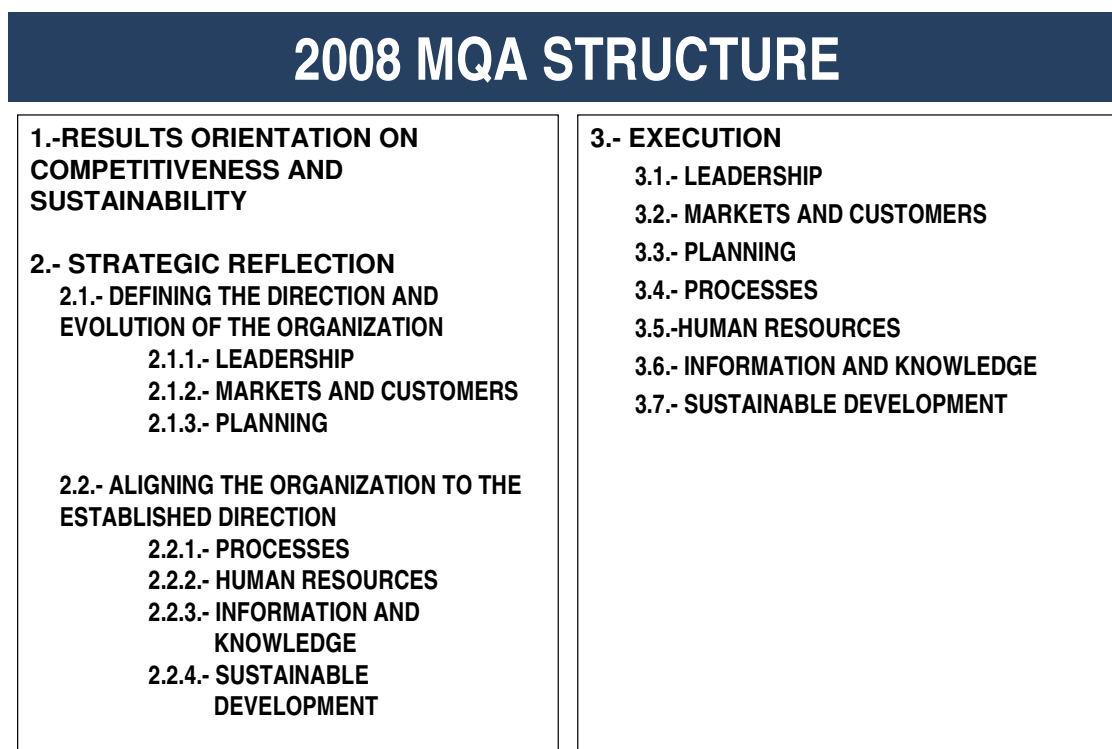 2008 MQA STRUCTURE
1.-RESULTS ORIENTATION ON
COMPETITIVENESS AND
SUSTAINABILITY
2.- STRATEGIC REFLECTION
2.1.- DEFINING THE DIRECTION AND
EVOLUTION OF THE ORGANIZATION
2.1.1.- LEADERSHIP
2.1.2.- MARKETS AND CUSTOMERS
2.1.3.- PLANNING
2.2.- ALIGNING THE ORGANIZATION TO THE
ESTABLISHED DIRECTION
2.2.1.- PROCESSES
2.2.2.- HUMAN RESOURCES
2.2.3.- INFORMATION AND
KNOWLEDGE
2.2.4.- SUSTAINABLE
DEVELOPMENT
3.- EXECUTION
3.1.- LEADERSHIP
3.2.- MARKETS AND CUSTOMERS
3.3.- PLANNING
3.4.- PROCESSES
3.5.-HUMAN RESOURCES
3.6.- INFORMATION AND KNOWLEDGE
3.7.- SUSTAINABLE DEVELOPMENT